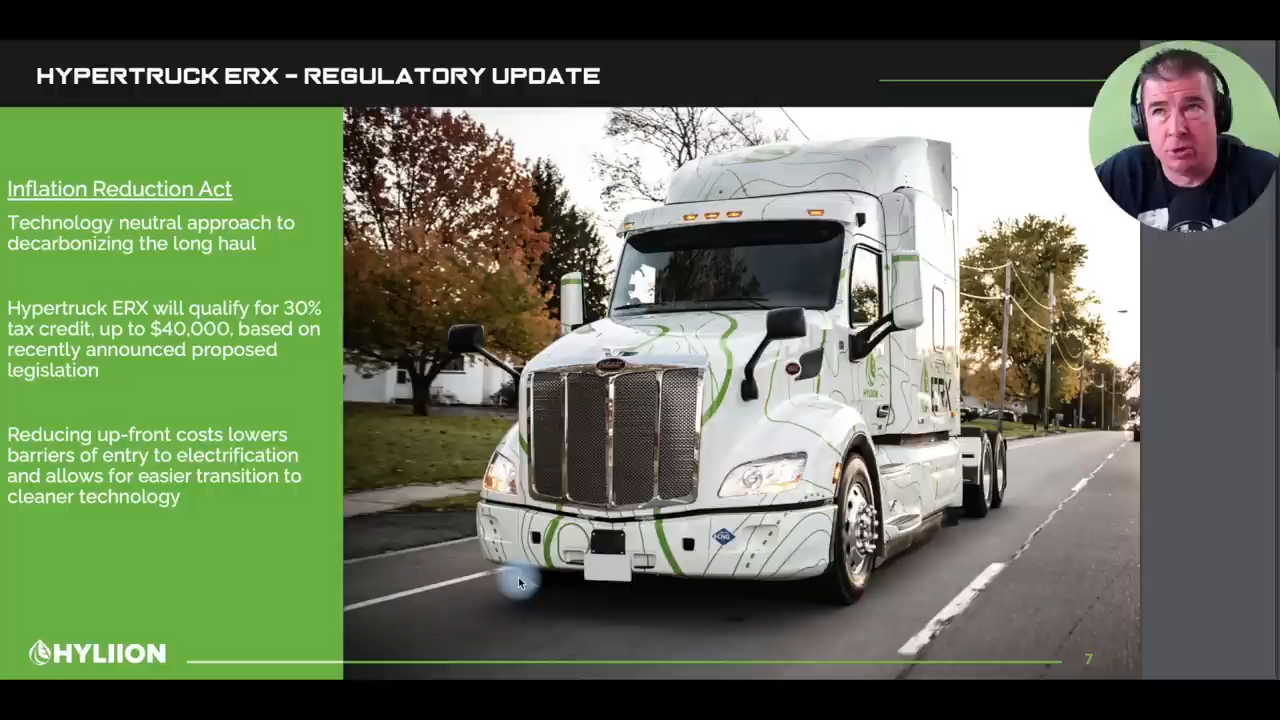 HYPERTRUCK ERX – REGULATORY UPDATE
Inflation Reduction Act
Technology neutral approach to
decarbonizing the long haul
Hypertruck ERX will qualify for 30%
tax credit, up to $40,000, based on
recently announced proposed
legislation
Reducing up-front costs lowers
barriers of entry to electrification
and allows for easier transition to
cleaner technology
ERX
CNG
HYLIION
7